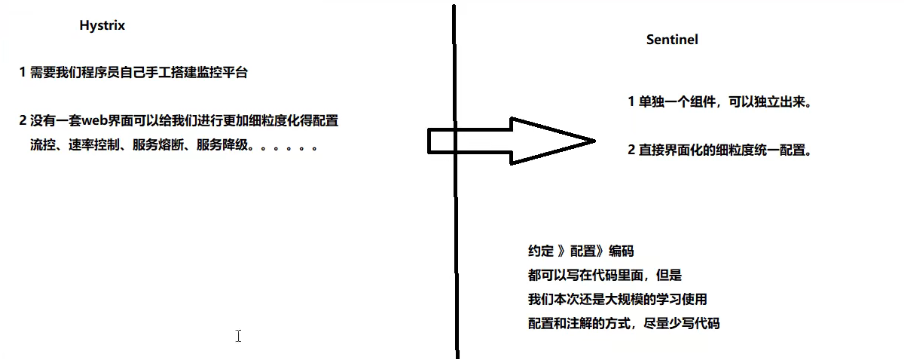 Hystrix
1 需要我们程序员自己手工搭建监控平台
2 没有一套web界面可以给我们进行更加细粒度化得配置
流控、速率控制、服务熔断、服务降级。。。。。。
Sentinel
1 单独一个组件，可以独立出来。
2 直接界面化的细粒度统一配置。
约定 》配置》编码
都可以写在代码里面，但是
我们本次还是大规模的学习使用
配置和注解的方式，尽量少写代码